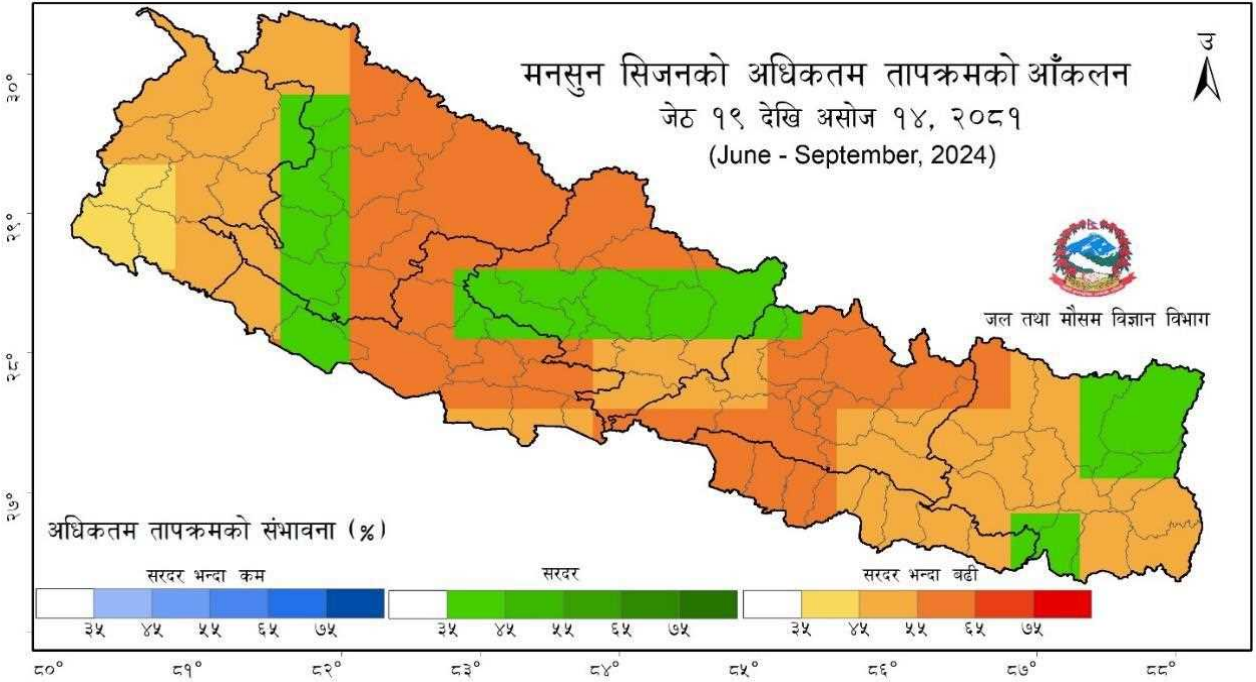 मनसुन सिजनको अधिकतम तापक्रमको आँकलन
जेठ १९ देखि असोज १४, २०८१
(June - September, 2024)
उ
जल तथा मौसम विज्ञान विभाग
३०°
२९°
२८°
२७°
अधिकतम तापक्रमको संभावना (%)
सरदर भन्दा कम
सरदर
सरदर भन्दा बढी
३५ ४५ ५५ ६५ ७५
३५ ४५ ५५ ६५ ७५
३५ ४५ ५५ ६५ ७५
८०° ८१° ८२° ८३° ८४° ८५° ८६° ८७° ८८°